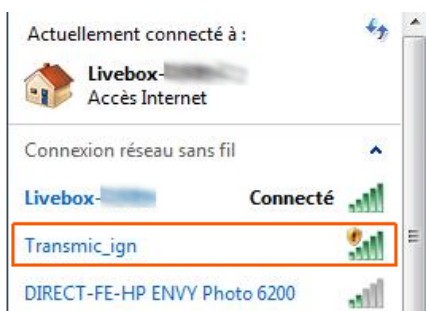 Actuellement connecté à :
Livebox-
Accès Internet
Connexion réseau sans fil
Livebox- Connecté
Transmic_ign
DIRECT-FE-HP ENVY Photo 6200